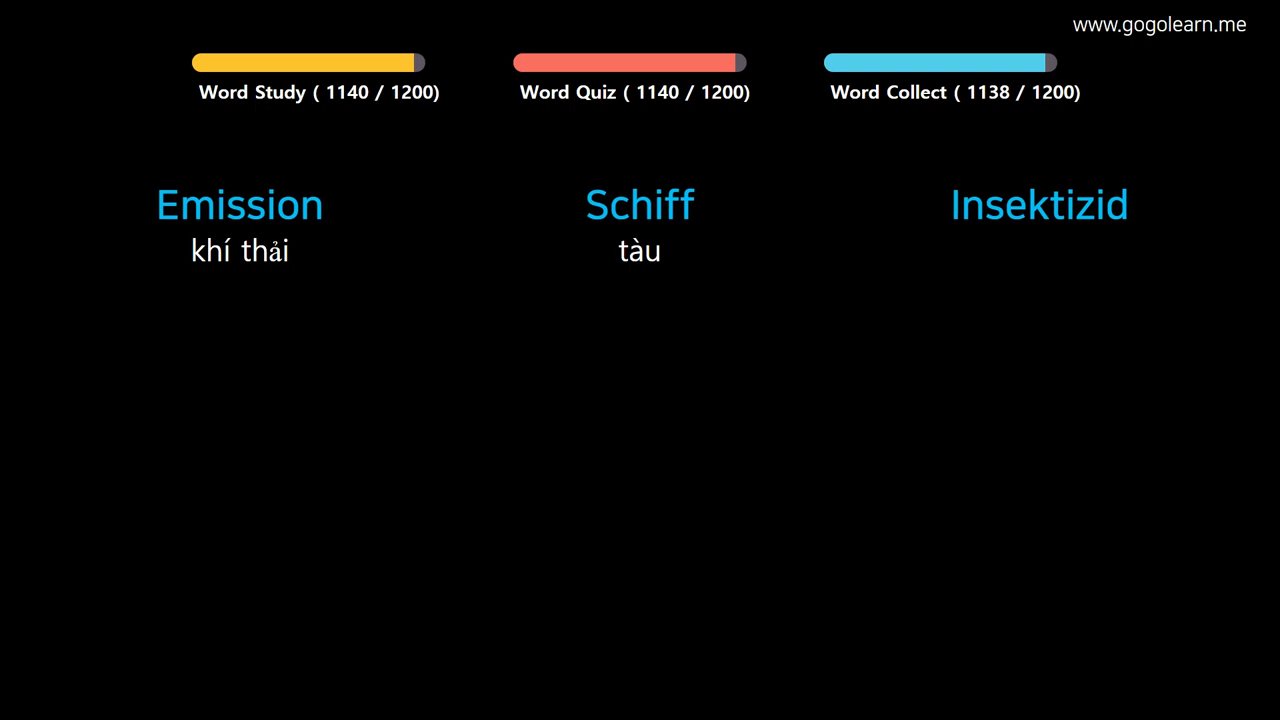 www.gogolearn.me
Word Study ( 1140 / 1200)
Word Quiz ( 1140 / 1200)
Word Collect ( 1138 / 1200)
Emission
khí thải
Schiff
tàu
Insektizid